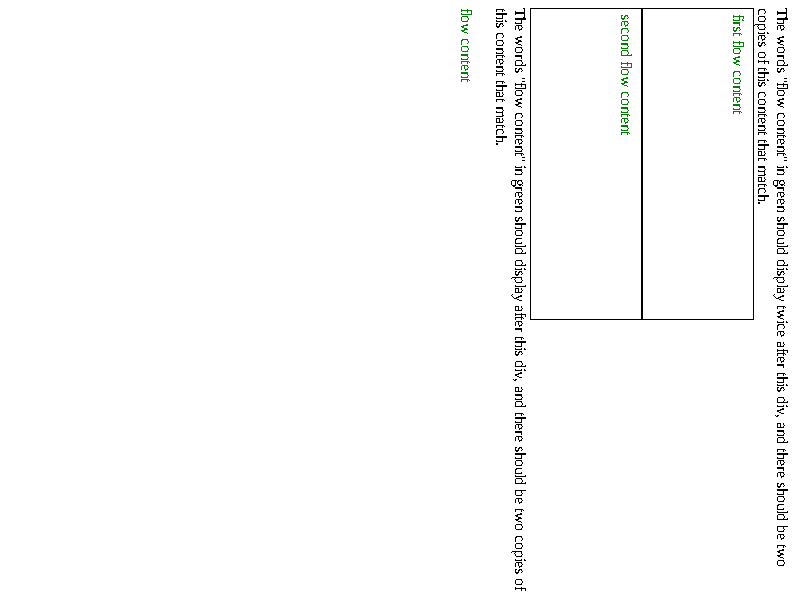 The words "flow content" in green should display twice after this div, and there should be two
copies of this content that match.
first flow content
second flow content
The words "flow content" in green should display after this div, and there should be two copies of
this content that match.
flow content